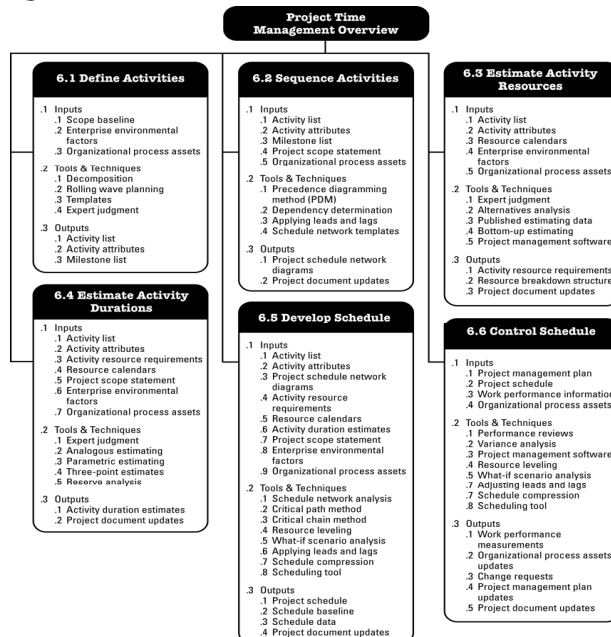 Project Time
Management Overview
6.1 Define Activities
.1 Inputs
.1 Scope baseline
.2 Enterprise environmental
factors
.3 Organizational process assets
.2 Tools & Techniques
.1 Decomposition
.2 Rolling wave planning
.3 Templates
.4 Expert judgment
.3 Outputs
.1 Activity list
.2 Activity attributes
.3 Milestone list
6.2 Sequence Activities
.1 Inputs
.1 Activity list
.2 Activity attributes
.3 Milestone list
.4 Project scope statement
.5 Organizational process assets
.2 Tools & Techniques
.1 Precedence diagramming
method (PDM)
.2 Dependency determination
.3 Applying leads and lags
.4 Schedule network templates
.3 Outputs
.1 Project schedule network
diagrams
.2 Project document updates
6.3 Estimate Activity
Resources
.1 Inputs
.1 Activity list
.2 Activity attributes
.3 Resource calendars
.4 Enterprise environmental
factors
.5 Organizational process assets
.2 Tools & Techniques
.1 Expert judgment
.2 Alternatives analysis
.3 Published estimating data
.4 Bottom-up estimating
.5 Project management software
.3 Outputs
.1 Activity resource requirements
.2 Resource breakdown structure
.3 Project document updates
6.4 Estimate Activity
Durations
.1 Inputs
.1 Activity list
.2 Activity attributes
.3 Activity resource requirements
.4 Resource calendars
.5 Project scope statement
.6 Enterprise environmental
factors
.7 Organizational process assets
.2 Tools & Techniques
.1 Expert judgment
.2 Analogous estimating
.3 Parametric estimating
.4 Three-point estimates
.5 Reserve analysis
.3 Outputs
.1 Activity duration estimates
.2 Project document updates
6.5 Develop Schedule
.1 Inputs
.1 Activity list
.2 Activity attributes
.3 Project schedule network
diagrams
.4 Activity resource
requirements
.5 Resource calendars
.6 Activity duration estimates
.7 Project scope statement
.8 Enterprise environmental
factors
.9 Organizational process assets
.2 Tools & Techniques
.1 Schedule network analysis
.2 Critical path method
.3 Critical chain method
.4 Resource leveling
.5 What-if scenario analysis
.6 Applying leads and lags
.7 Schedule compression
.8 Scheduling tool
.3 Outputs
.1 Project schedule
.2 Schedule baseline
.3 Schedule data
.4 Project document updates
6.6 Control Schedule
.1 Inputs
.1 Project management plan
.2 Project schedule
.3 Work performance information
.4 Organizational process assets
.2 Tools & Techniques
.1 Performance reviews
.2 Variance analysis
.3 Project management software
.4 Resource leveling
.5 What-if scenario analysis
.7 Adjusting leads and lags
.7 Schedule compression
.8 Scheduling tool
.3 Outputs
.1 Work performance
measurements
.2 Organizational process assets
updates
.3 Change requests
.4 Project management plan
updates
.5 Project document updates